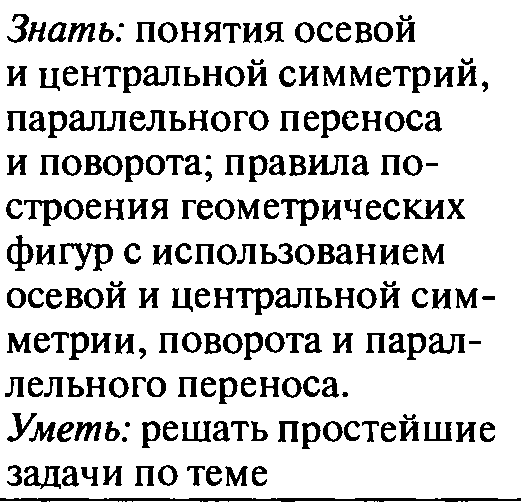 Знать: понятия осевой
и центральной симметрий,
параллельного переноса
и поворота; правила по-
строения геометрических
фигур с использованием
осевой и центральной сим-
метрии, поворота и парал-
лельного переноса.
Уметь: решать простейшие
задачи по теме